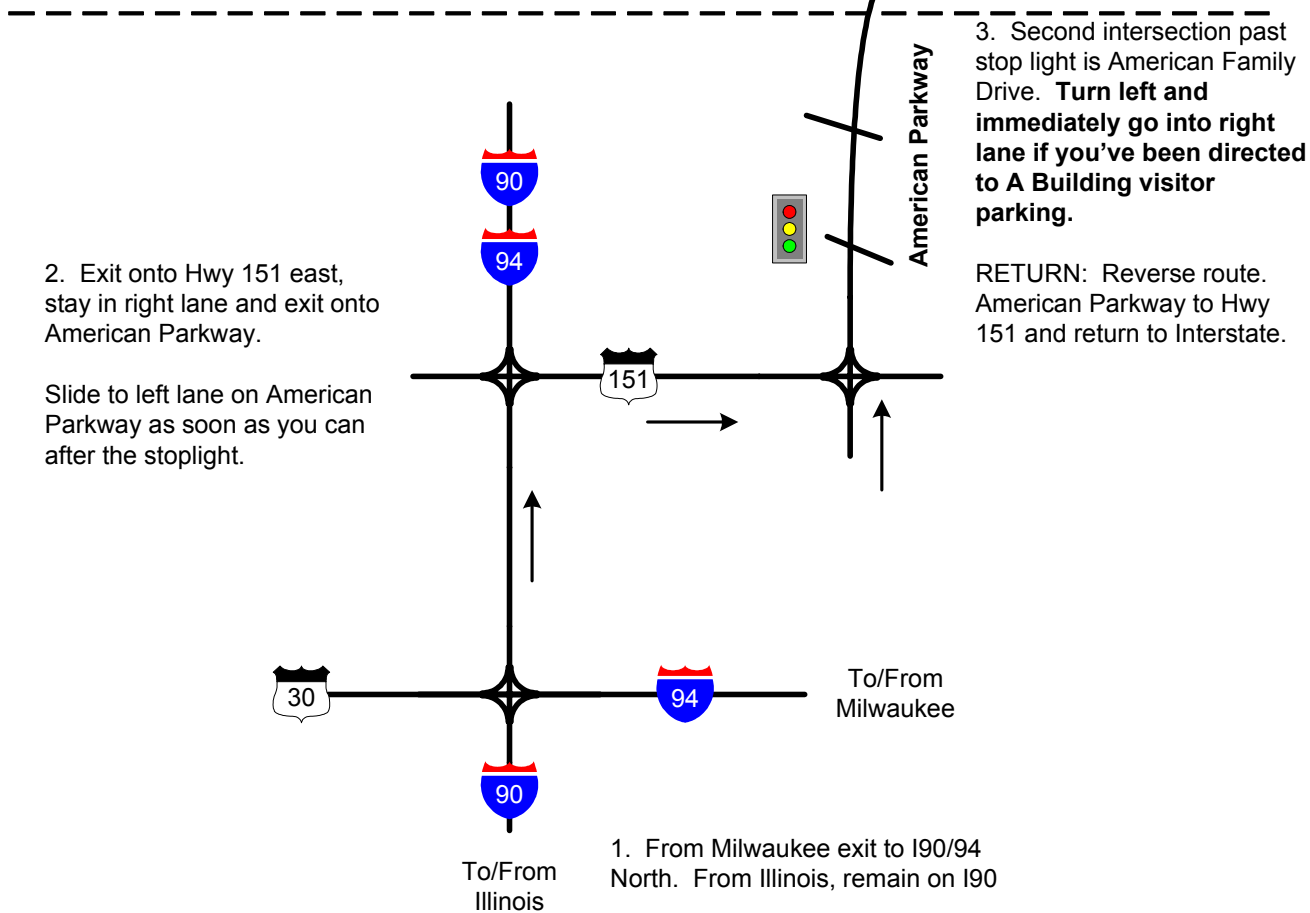 3. Second intersection past
stop light is American Family
Drive. Turn left and
immediately go into right
lane if you've been directed
to A Building visitor
parking.
RETURN: Reverse route.
American Parkway to Hwy
151 and return to Interstate.
American Parkway
90
94
2. Exit onto Hwy 151 east,
stay in right lane and exit onto
American Parkway.
Slide to left lane on American
Parkway as soon as you can
after the stoplight.
151
30
94
To/From
Milwaukee
90
To/From
Illinois
1. From Milwaukee exit to I90/94
North. From Illinois, remain on I90